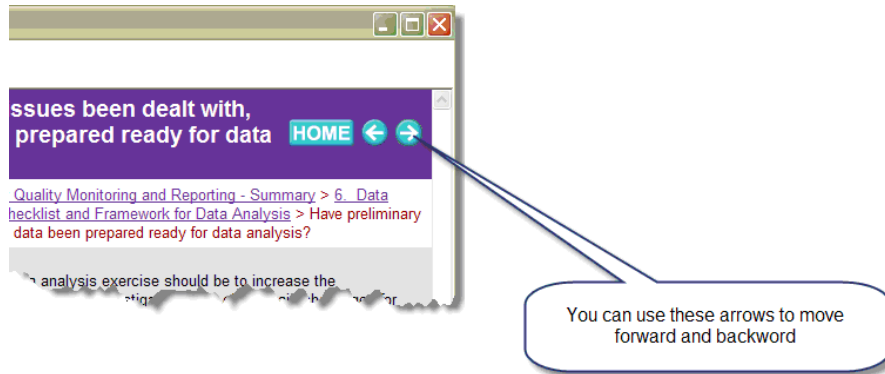 ssues been dealt with,
prepared ready for data HOME
Quality Monitoring and Reporting - Summary > 6. Data
hecklist and Framework for Data Analysis > Have preliminary
data been prepared ready for data analysis?
analysis exercise should be to increase the
You can use these arrows to move
forward and backword